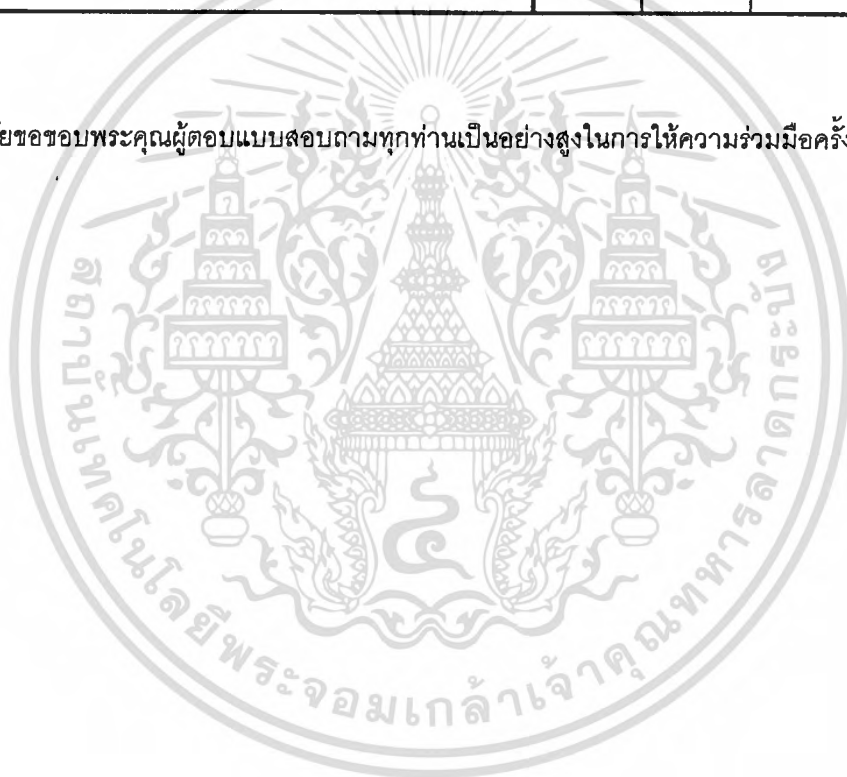 ยขอขอบพระคุณผู้ตอบแบบสอบถามทุกท่านเป็นอย่างสูงในการให้ความร่วมมือครั้ง
สถาบันเทคโนโลยีพระจอมเกล้าเจ้าคุณทหารลาดกระบัง
๔